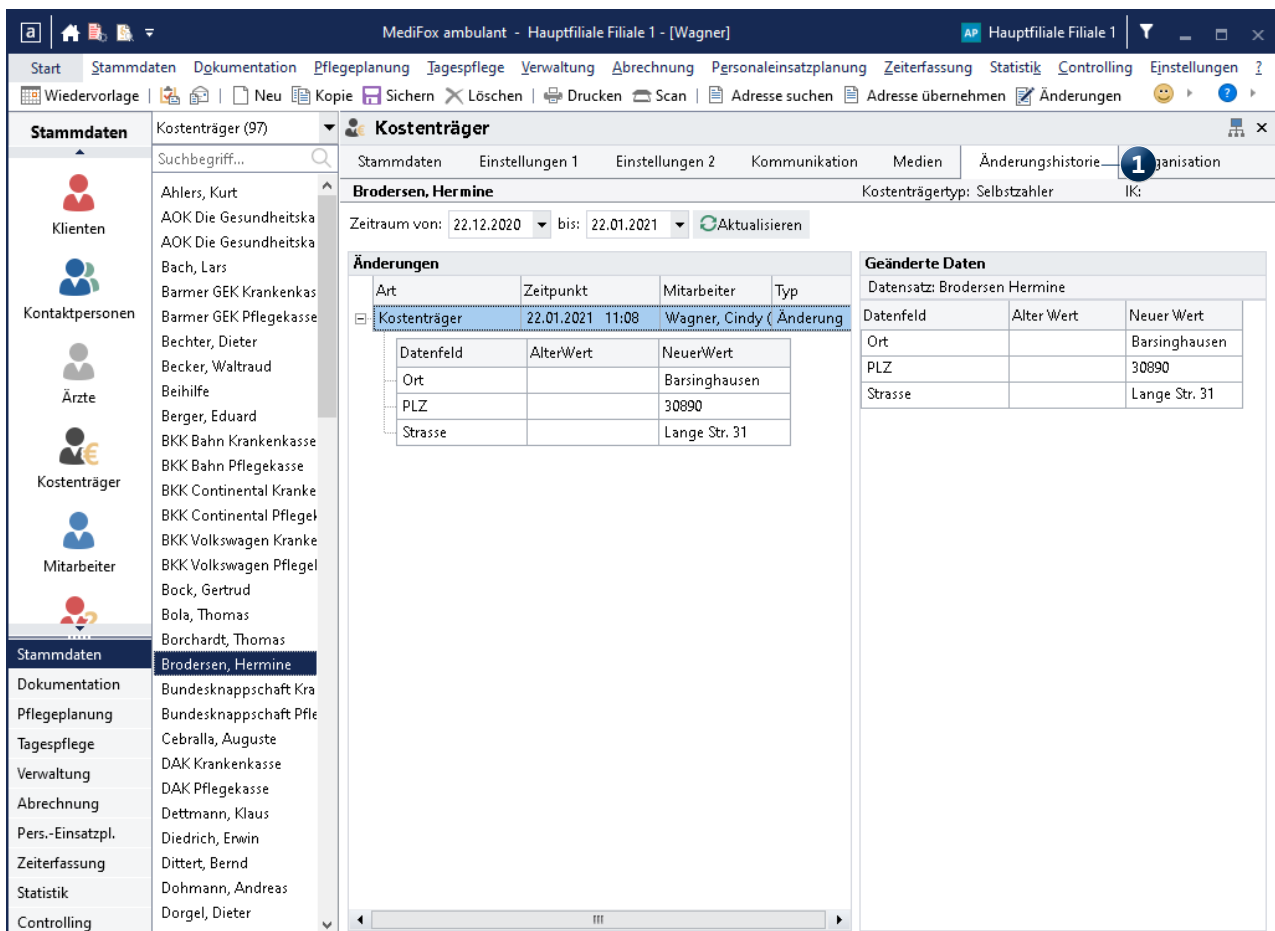 a MediFox ambulant - Hauptfiliale Filiale 1 - [Wagner] AP Hauptfiliale Filiale 1
Start Stammdaten Dokumentation Pflegeplanung Tagespflege Verwaltung Abrechnung Personaleinsatzplanung Zeiterfassung Statistik Controlling Einstellungen ?
Wiedervorlage Neu Kopie Sichern Löschen Drucken Scan Adresse suchen Adresse übernehmen Änderungen ?
Stammdaten
Klienten
Kontaktpersonen
Ärzte
Kostenträger
Mitarbeiter
Stammdaten
Dokumentation
Pflegeplanung
Tagespflege
Verwaltung
Abrechnung
Pers.-Einsatzpl.
Zeiterfassung
Statistik
Controlling
Kostenträger (97)
Suchbegriff...
Ahlers, Kurt
AOK Die Gesundheitska
AOK Die Gesundheitska
Bach, Lars
Barmer GEK Krankenkas
Barmer GEK Pflegekasse
Bechter, Dieter
Becker, Waltraud
Beihilfe
Berger, Eduard
BKK Bahn Krankenkasse
BKK Bahn Pflegekasse
BKK Continental Kranke
BKK Continental Pflegek
BKK Volkswagen Kranke
BKK Volkswagen Pflegel
Bock, Gertrud
Bola, Thomas
Borchardt, Thomas
Brodersen, Hermine
Bundesknappschaft Kra
Bundesknappschaft Pfle
Cebralla, Auguste
DAK Krankenkasse
DAK Pflegekasse
Dettmann, Klaus
Diedrich, Erwin
Dittert, Bernd
Dohmann, Andreas
Dorgel, Dieter
Kostenträger
Stammdaten Einstellungen 1 Einstellungen 2 Kommunikation Medien Änderungshistorie 1 ganisation
Brodersen, Hermine Kostenträgertyp: Selbstzahler IK:
Zeitraum von: 22.12.2020 bis: 22.01.2021 Aktualisieren
Änderungen
Art Zeitpunkt Mitarbeiter Typ
Kostenträger 22.01.2021 11:08 Wagner, Cindy ( Änderung
Datenfeld AlterWert NeuerWert
Ort Barsinghausen
PLZ 30890
Strasse Lange Str. 31
Geänderte Daten
Datensatz: Brodersen Hermine
Datenfeld Alter Wert Neuer Wert
Ort Barsinghausen
PLZ 30890
Strasse Lange Str. 31